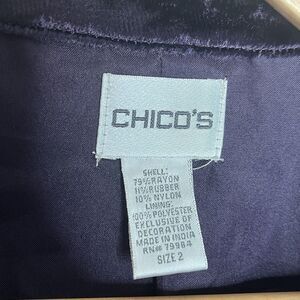 CHICO'S
SHELL:
79% RAYON
11% RUBBER
10% NYLON
LINING:
100% POLYESTER
EXCLUSIVE OF
DECORATION
MADE IN INDIA
RN# 79984
SIZE 2